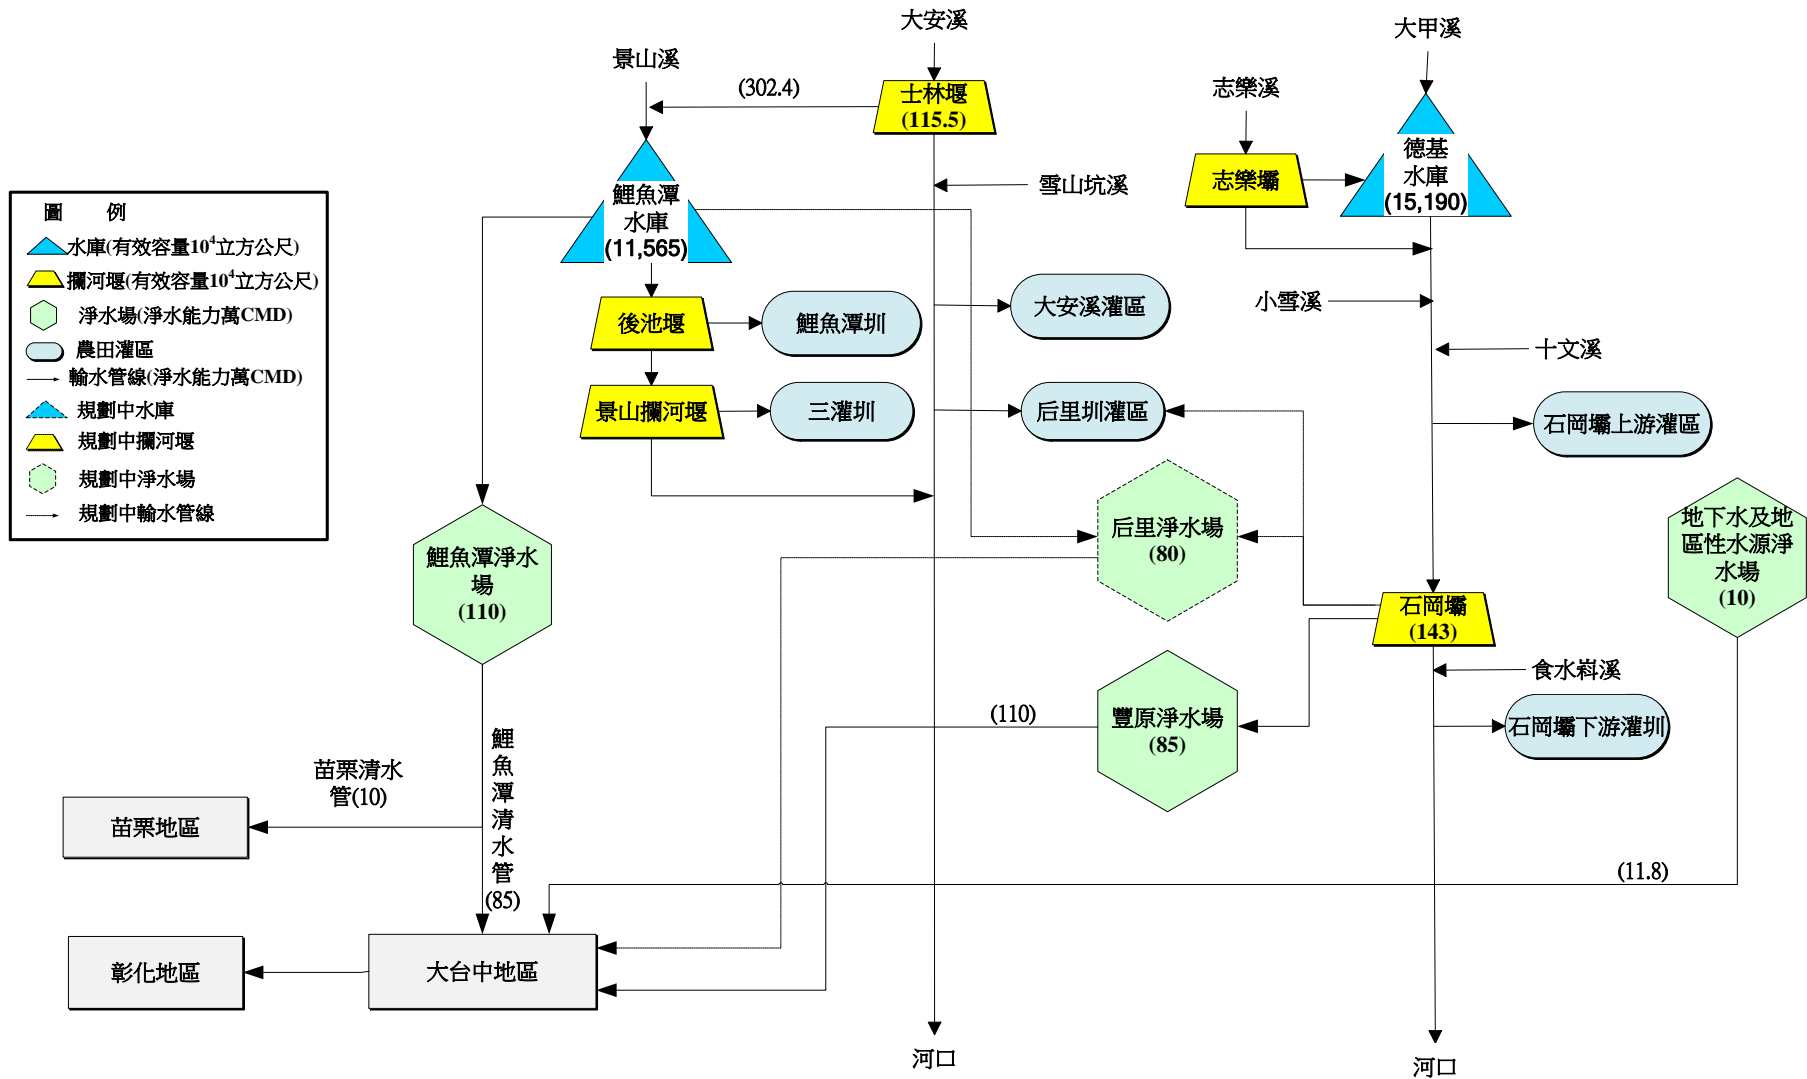 大安溪
大甲溪
景山溪
(302.4)
士林堰
(115.5)
志樂溪
德基
水庫
(15,190)
志樂壩
雪山坑溪
鯉魚潭
水庫
(11,565)
圖 例
水庫(有效容量10⁴立方公尺)
攔河堰(有效容量10⁴立方公尺)
淨水場(淨水能力萬CMD)
農田灌區
輸水管線(淨水能力萬CMD)
規劃中水庫
規劃中攔河堰
規劃中淨水場
規劃中輸水管線
後池堰
鯉魚潭圳
大安溪灌區
小雪溪
十文溪
景山攔河堰
三灌圳
后里圳灌區
石岡壩上游灌區
鯉魚潭淨水
場
(110)
后里淨水場
(80)
地下水及地
區性水源淨
水場
(10)
石岡壩
(143)
食水嵙溪
豐原淨水場
(85)
(110)
石岡壩下游灌圳
苗栗清水
管(10)
鯉
魚
潭
清
水
管
(85)
苗栗地區
(11.8)
彰化地區
大台中地區
河口
河口